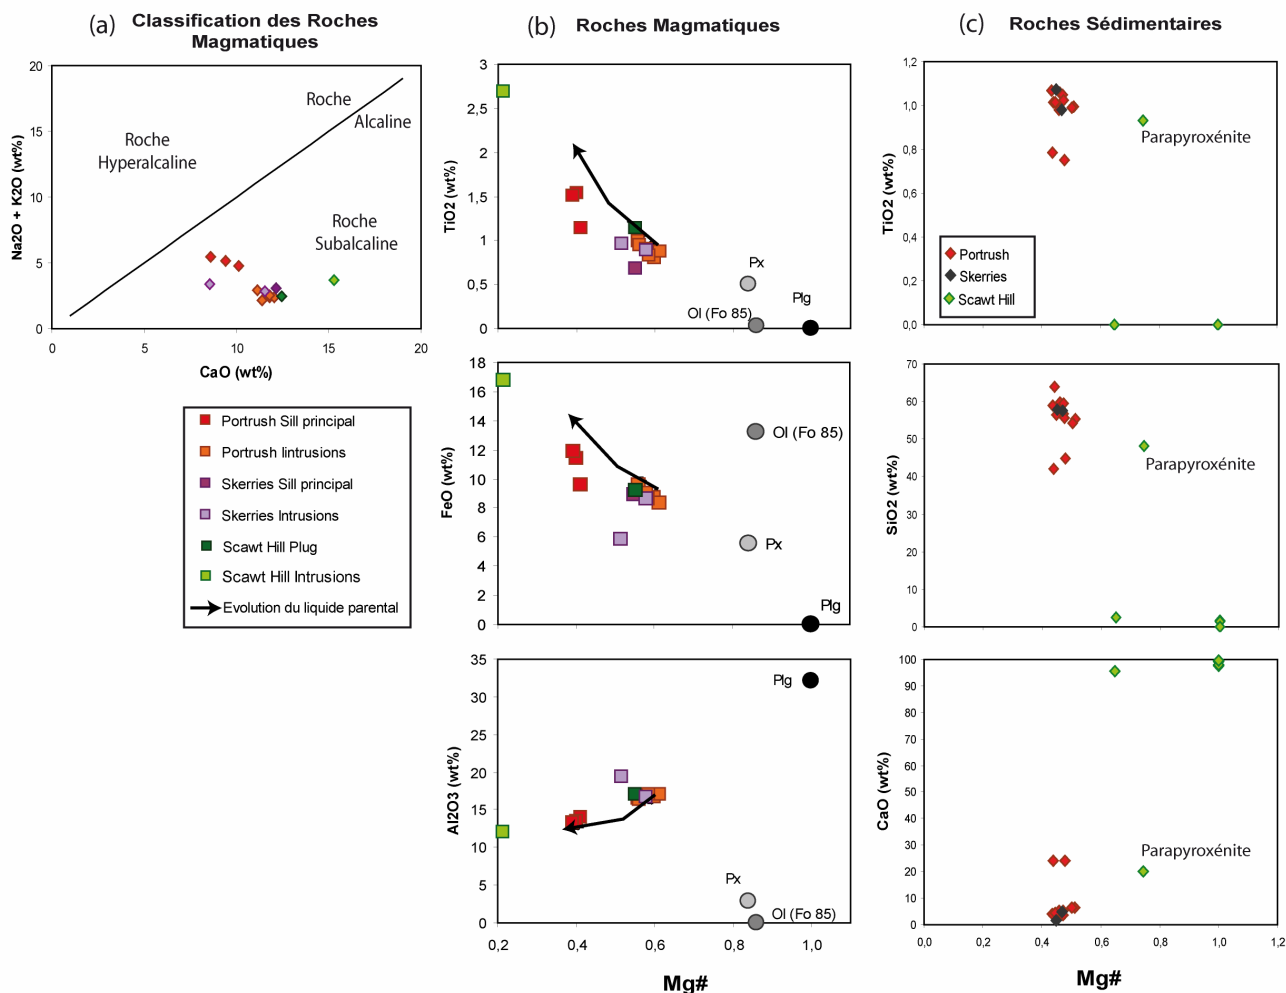 (a)
Classification des Roches
Magmatiques
20
15
10
5
0
0
5
10
15
20
Na2O + K2O (wt%)
CaO (wt%)
Roche
Hyperalcaline
Roche
Alcaline
Roche
Subalcaline
Portrush Sill principal
Portrush Iintrusions
Skerries Sill principal
Skerries Intrusions
Scawt Hill Plug
Scawt Hill Intrusions
Evolution du liquide parental
(b)
Roches Magmatiques
3
2,5
2
1,5
1
0,5
0
TiO2 (wt%)
Px
Ol (Fo 85)
Plg
18
16
14
12
10
8
6
4
2
0
FeO (wt%)
Ol (Fo 85)
Px
Plg
35
30
25
20
15
10
5
0
Al2O3 (wt%)
Plg
Px
Ol (Fo 85)
0,2
0,4
0,6
0,8
1,0
Mg#
(c)
Roches Sédimentaires
1,2
1,0
0,8
0,6
0,4
0,2
0,0
TiO2 (wt%)
Parapyroxénite
Portrush
Skerries
Scawt Hill
70
60
50
40
30
20
10
0
SiO2 (wt%)
Parapyroxénite
100
90
80
70
60
50
40
30
20
10
0
CaO (wt%)
Parapyroxénite
0,0
0,2
0,4
0,6
0,8
1,0
1,2
Mg#